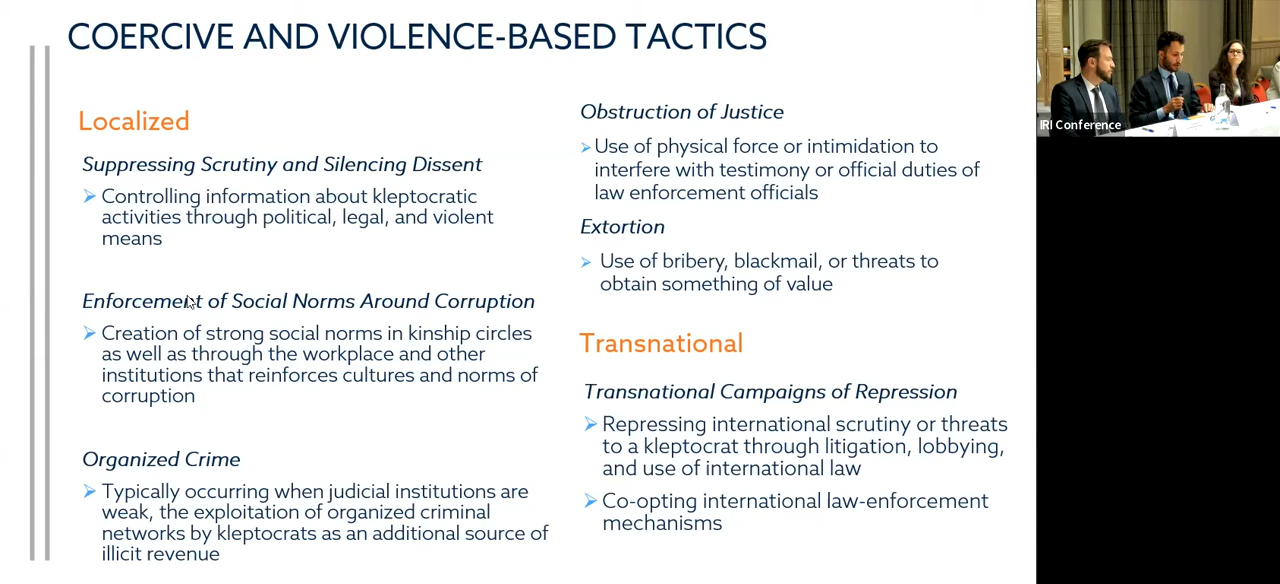 COERCIVE AND VIOLENCE-BASED TACTICS
Localized
Suppressing Scrutiny and Silencing Dissent
Controlling information about kleptocratic
activities through political, legal, and violent
means
Enforcement of Social Norms Around Corruption
Creation of strong social norms in kinship circles
as well as through the workplace and other
institutions that reinforces cultures and norms of
corruption
Organized Crime
Typically occurring when judicial institutions are
weak, the exploitation of organized criminal
networks by kleptocrats as an additional source of
illicit revenue
Obstruction of Justice
Use of physical force or intimidation to
interfere with testimony or official duties of
law enforcement officials
Extortion
Use of bribery, blackmail, or threats to
obtain something of value
Transnational
Transnational Campaigns of Repression
Repressing international scrutiny or threats
to a kleptocrat through litigation, lobbying,
and use of international law
Co-opting international law-enforcement
mechanisms
IRI Conference